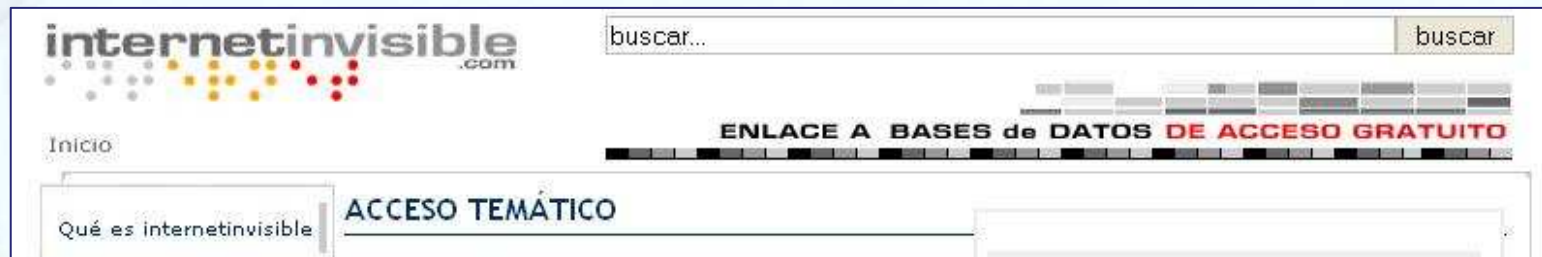 internetinvisible
.com
buscar...
buscar
ENLACE A BASES de DATOS DE ACCESO GRATUITO
Inicio
Qué es internetinvisible
ACCESO TEMÁTICO